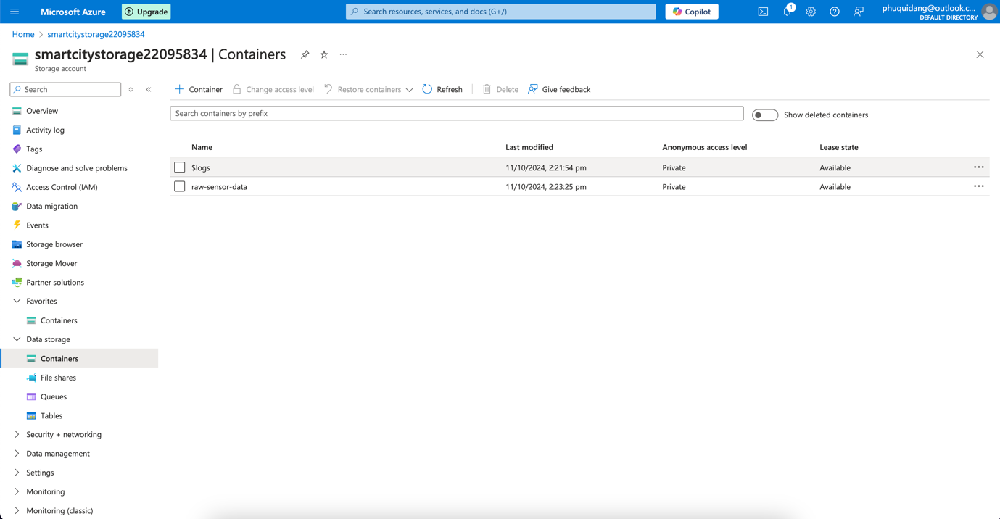 Microsoft Azure
Upgrade
Search resources, services, and docs (G+/)
Copilot
1
phuquidang@outlook.c...
DEFAULT DIRECTORY
Home > smartcitystorage22095834
smartcitystorage22095834 | Containers
Storage account
Search
Container
Change access level
Restore containers
Refresh
Delete
Give feedback
Search containers by prefix
Show deleted containers
Name Last modified Anonymous access level Lease state
$logs 11/10/2024, 2:21:54 pm Private Available
raw-sensor-data 11/10/2024, 2:23:25 pm Private Available
Overview
Activity log
Tags
Diagnose and solve problems
Access Control (IAM)
Data migration
Events
Storage browser
Storage Mover
Partner solutions
Favorites
Containers
Data storage
Containers
File shares
Queues
Tables
Security + networking
Data management
Settings
Monitoring
Monitoring (classic)